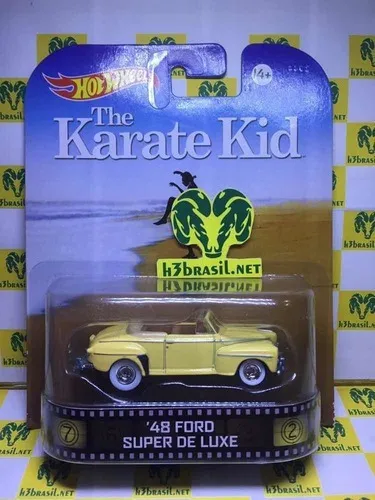 HOT WHEELS
14+
The
Karate Kid
h3brasil.NET
'48 FORD
SUPER DE LUXE
7
2
h3brasil.NET